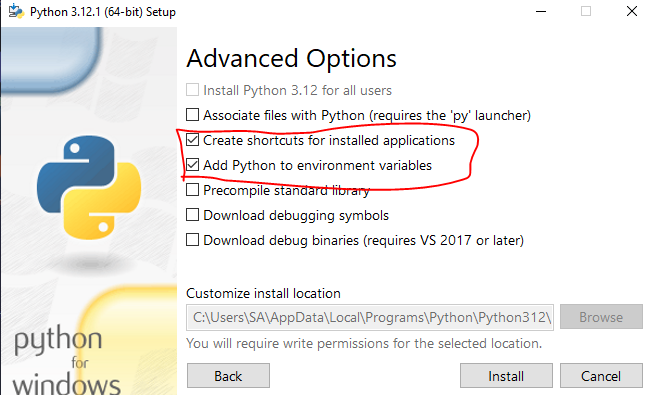 Python 3.12.1 (64-bit) Setup
Advanced Options
Install Python 3.12 for all users
Associate files with Python (requires the 'py' launcher)
Create shortcuts for installed applications
Add Python to environment variables
Precompile standard library
Download debugging symbols
Download debug binaries (requires VS 2017 or later)
Customize install location
C:\Users\SA\AppData\Local\Programs\Python\Python312\
Browse
You will require write permissions for the selected location.
python
for
windows
Back
Install
Cancel